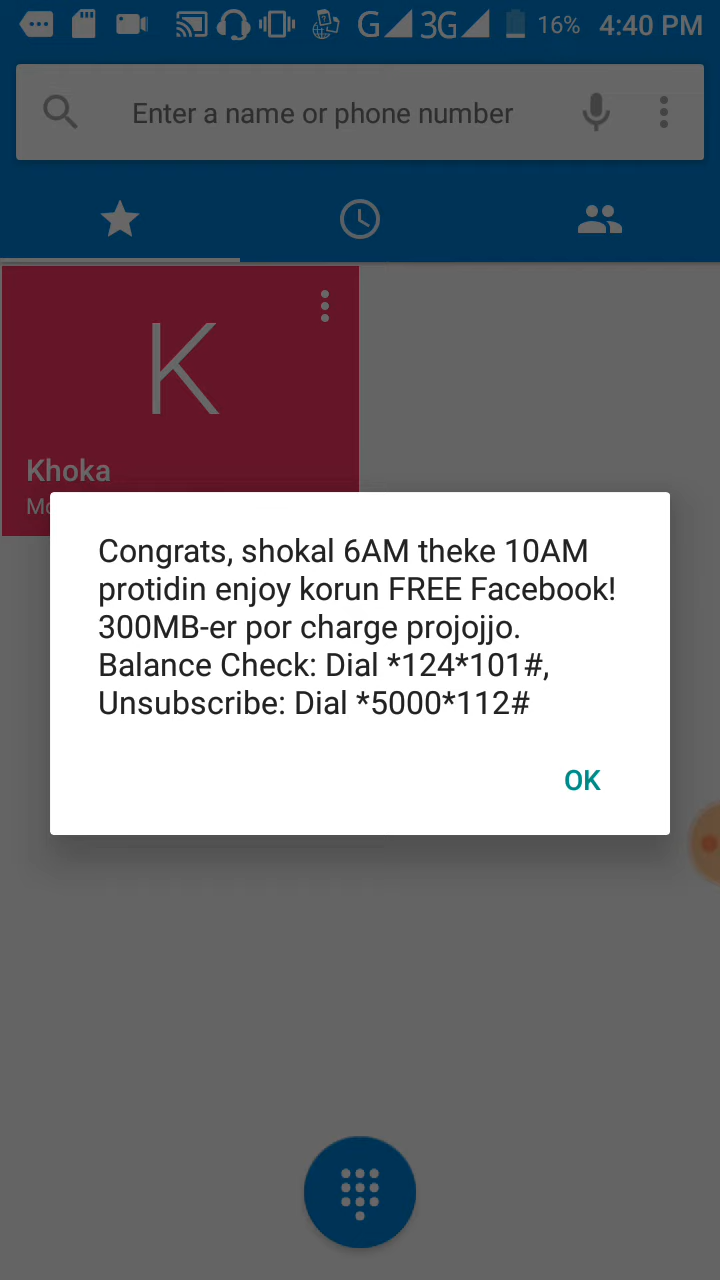 G 3G 16% 4:40 PM
Enter a name or phone number
K
Khoka
Congrats, shokal 6AM theke 10AM
protidin enjoy korun FREE Facebook!
300MB-er por charge projojjo.
Balance Check: Dial *124*101#,
Unsubscribe: Dial *5000*112#
OK